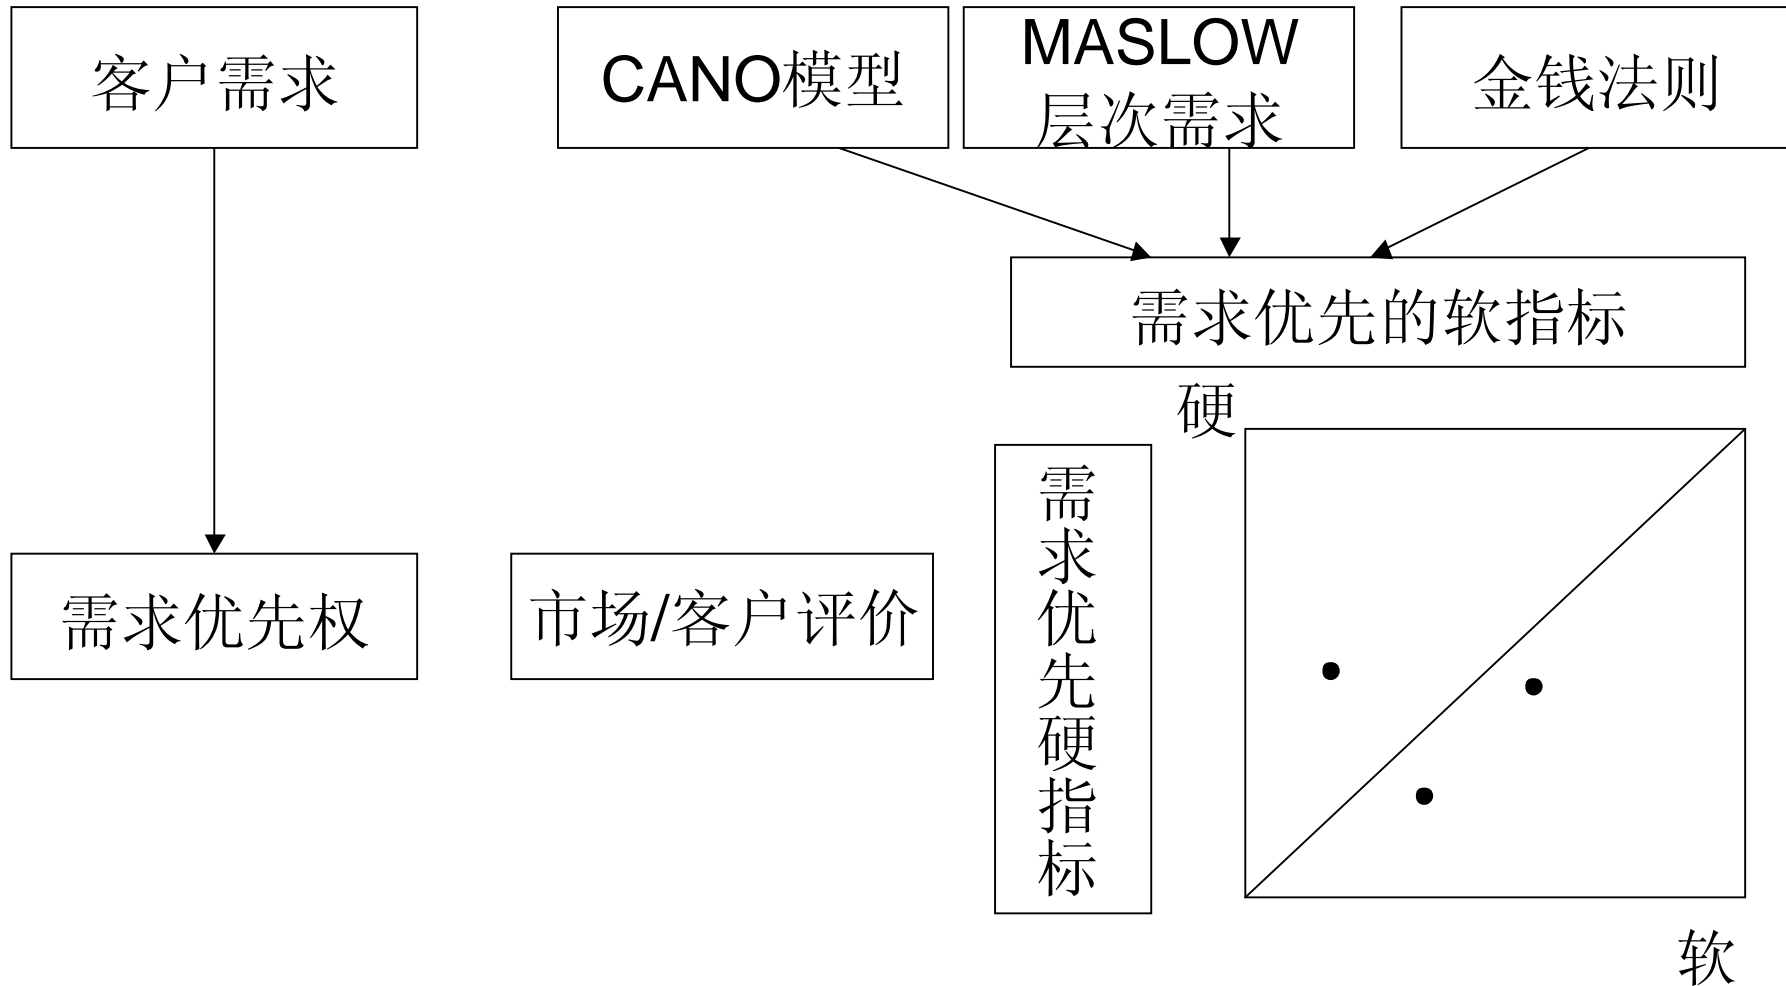 客户需求
CANO模型
MASLOW
层次需求
金钱法则
需求优先的软指标
硬
需求优先硬指标
需求优先权
市场/客户评价
软